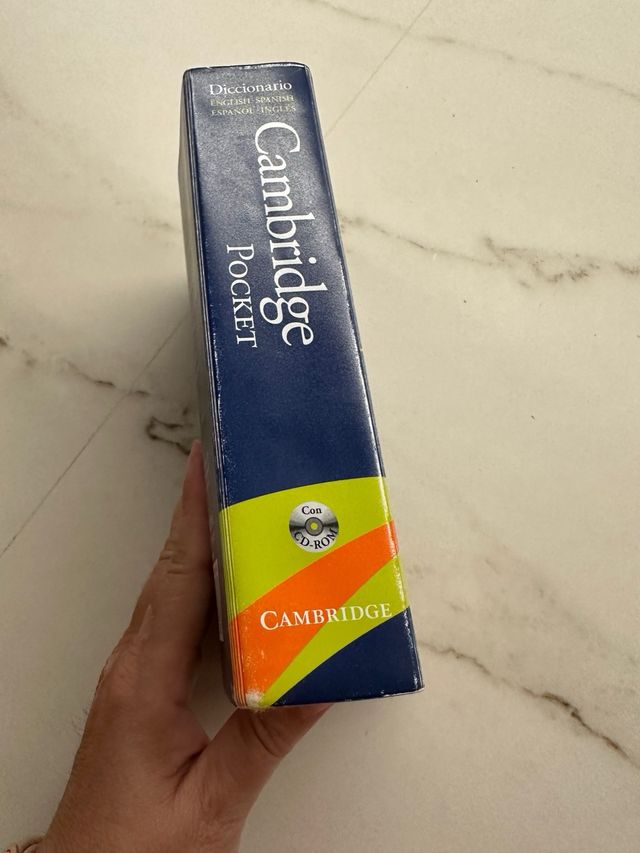 Diccionario
ENGLISH-SPANISH
ESPAÑOL-INGLÉS
Cambridge
POCKET
Con
CD-ROM
CAMBRIDGE